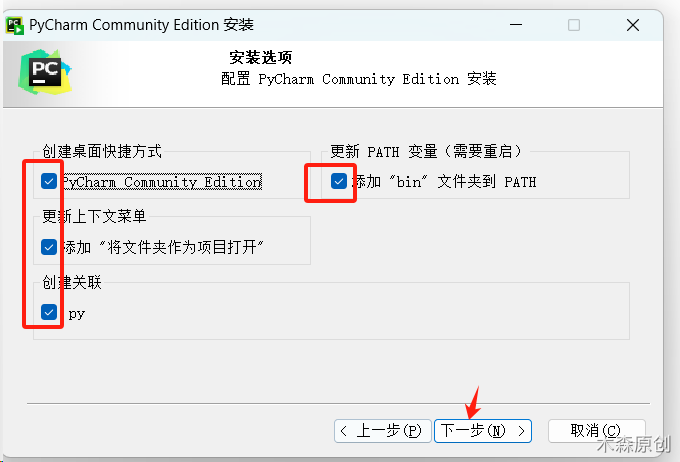 PC
PyCharm Community Edition 安装
PC
安装选项
配置 PyCharm Community Edition 安装
创建桌面快捷方式
更新 PATH 变量（需要重启）
PyCharm Community Edition
添加 "bin" 文件夹到 PATH
更新上下文菜单
添加 "将文件夹作为项目打开"
创建关联
py
< 上一步(P)
下一步(N) >
取消(C)
木森原创